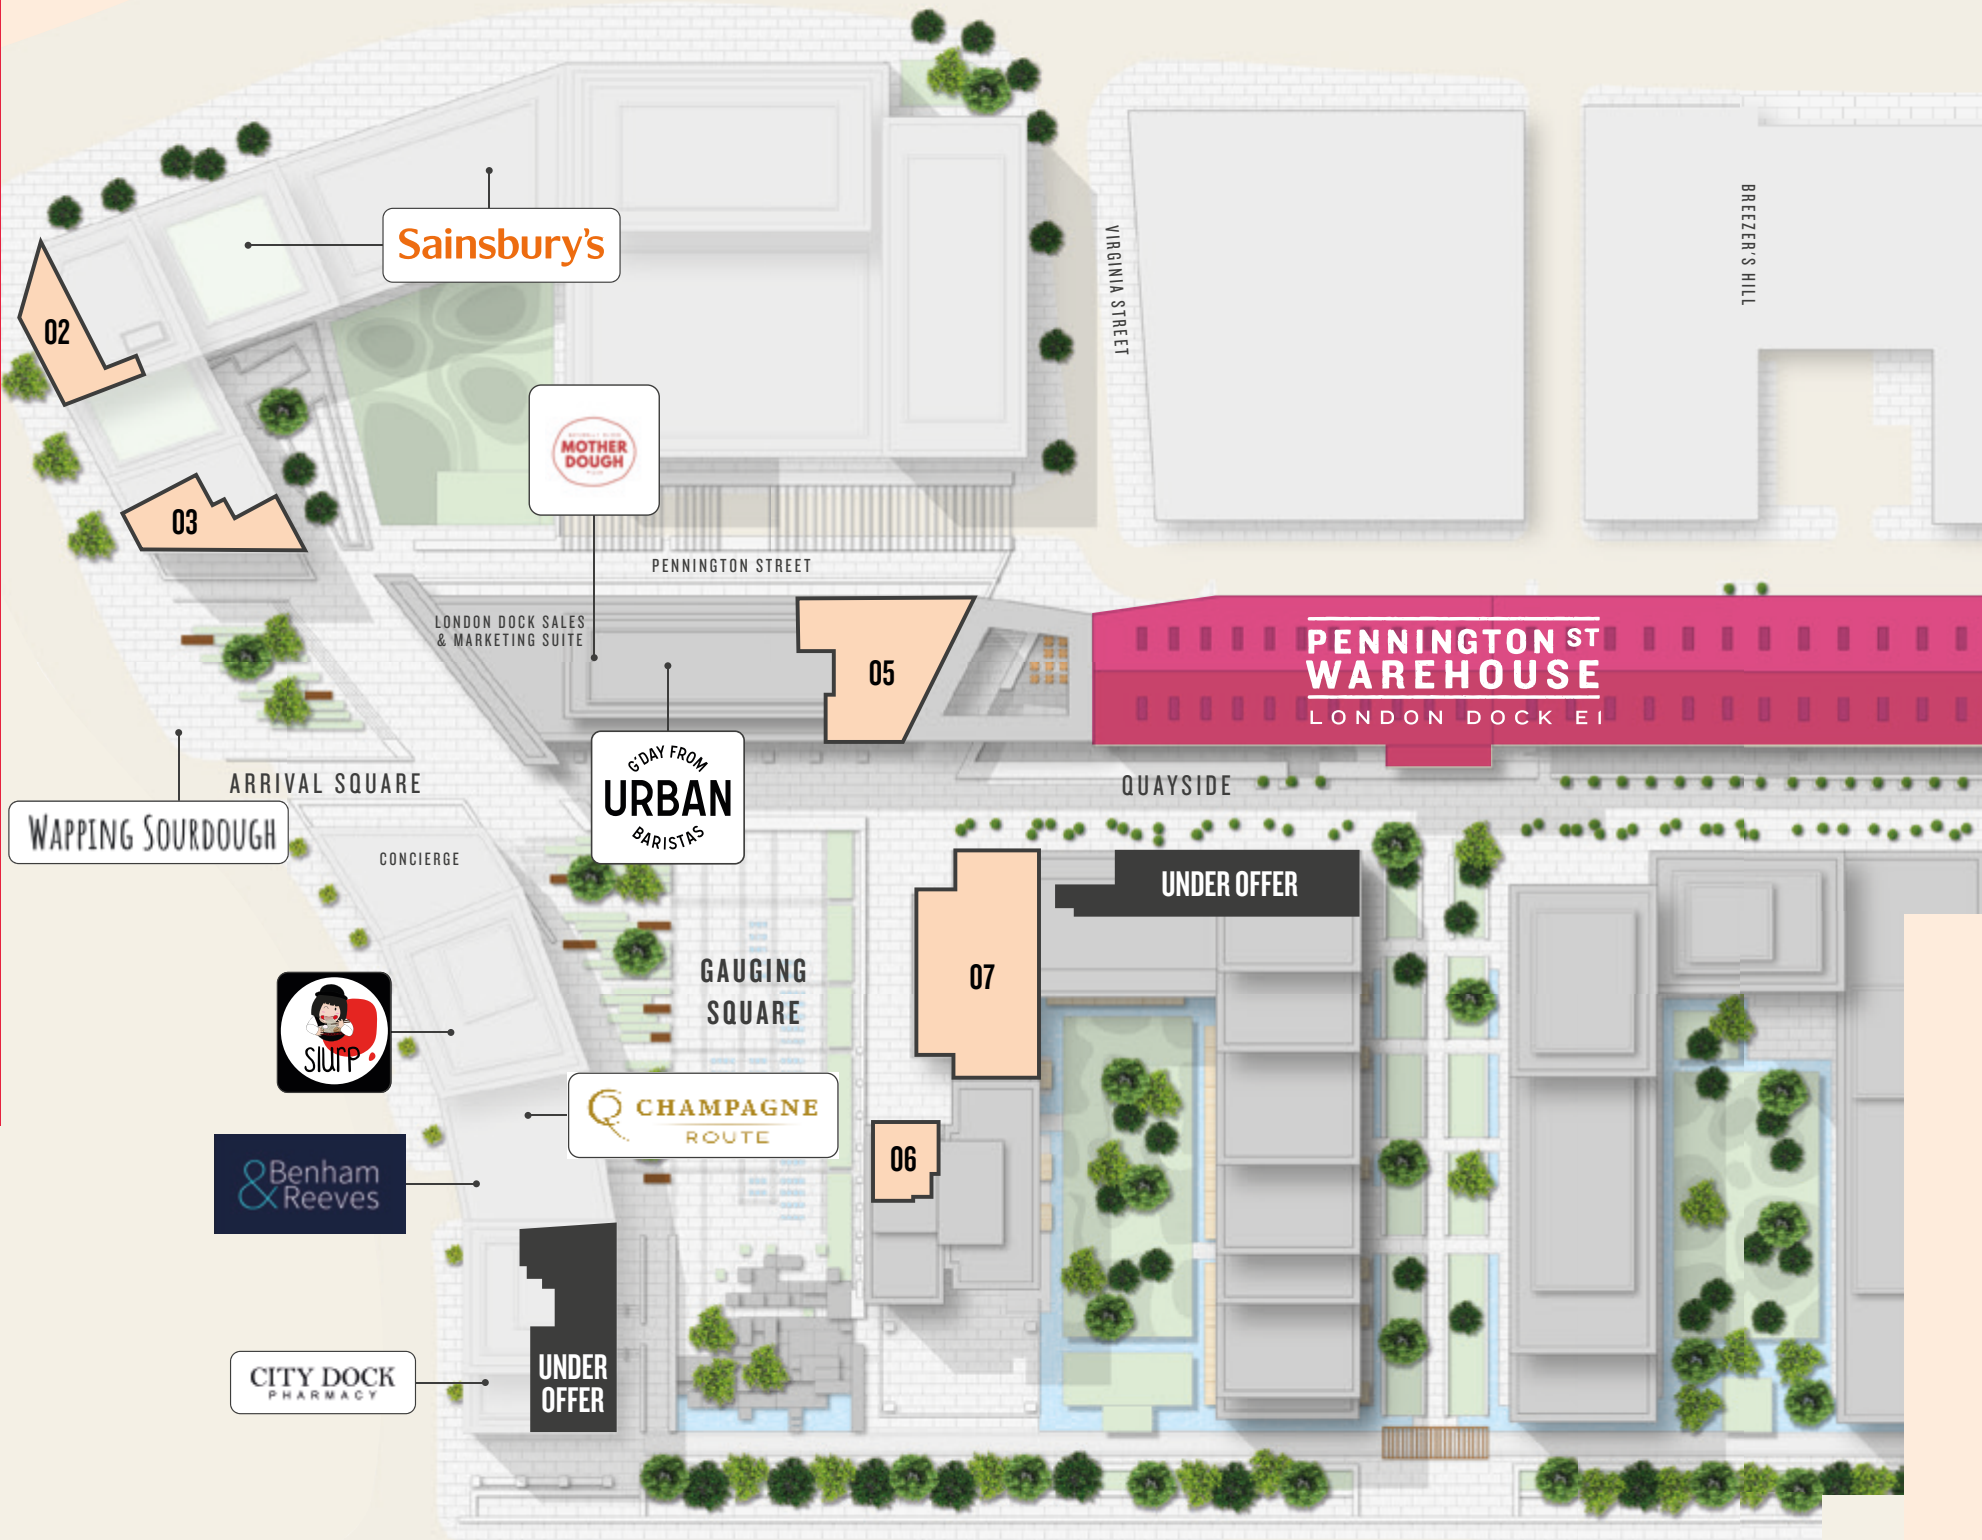 Sainsbury's
VIRGINIA STREET
BREEZER'S HILL
02
MOTHER
DOUGH
03
PENNINGTON STREET
LONDON DOCK SALES
& MARKETING SUITE
05
PENNINGTON ST
WAREHOUSE
LONDON DOCK E1
G'DAY FROM
URBAN
BARISTAS
ARRIVAL SQUARE
QUAYSIDE
WAPPING SOURDOUGH
CONCIERGE
UNDER OFFER
GAUGING
SQUARE
07
Slurp.
CHAMPAGNE
ROUTE
06
Benham
& Reeves
UNDER
OFFER
CITY DOCK
PHARMACY